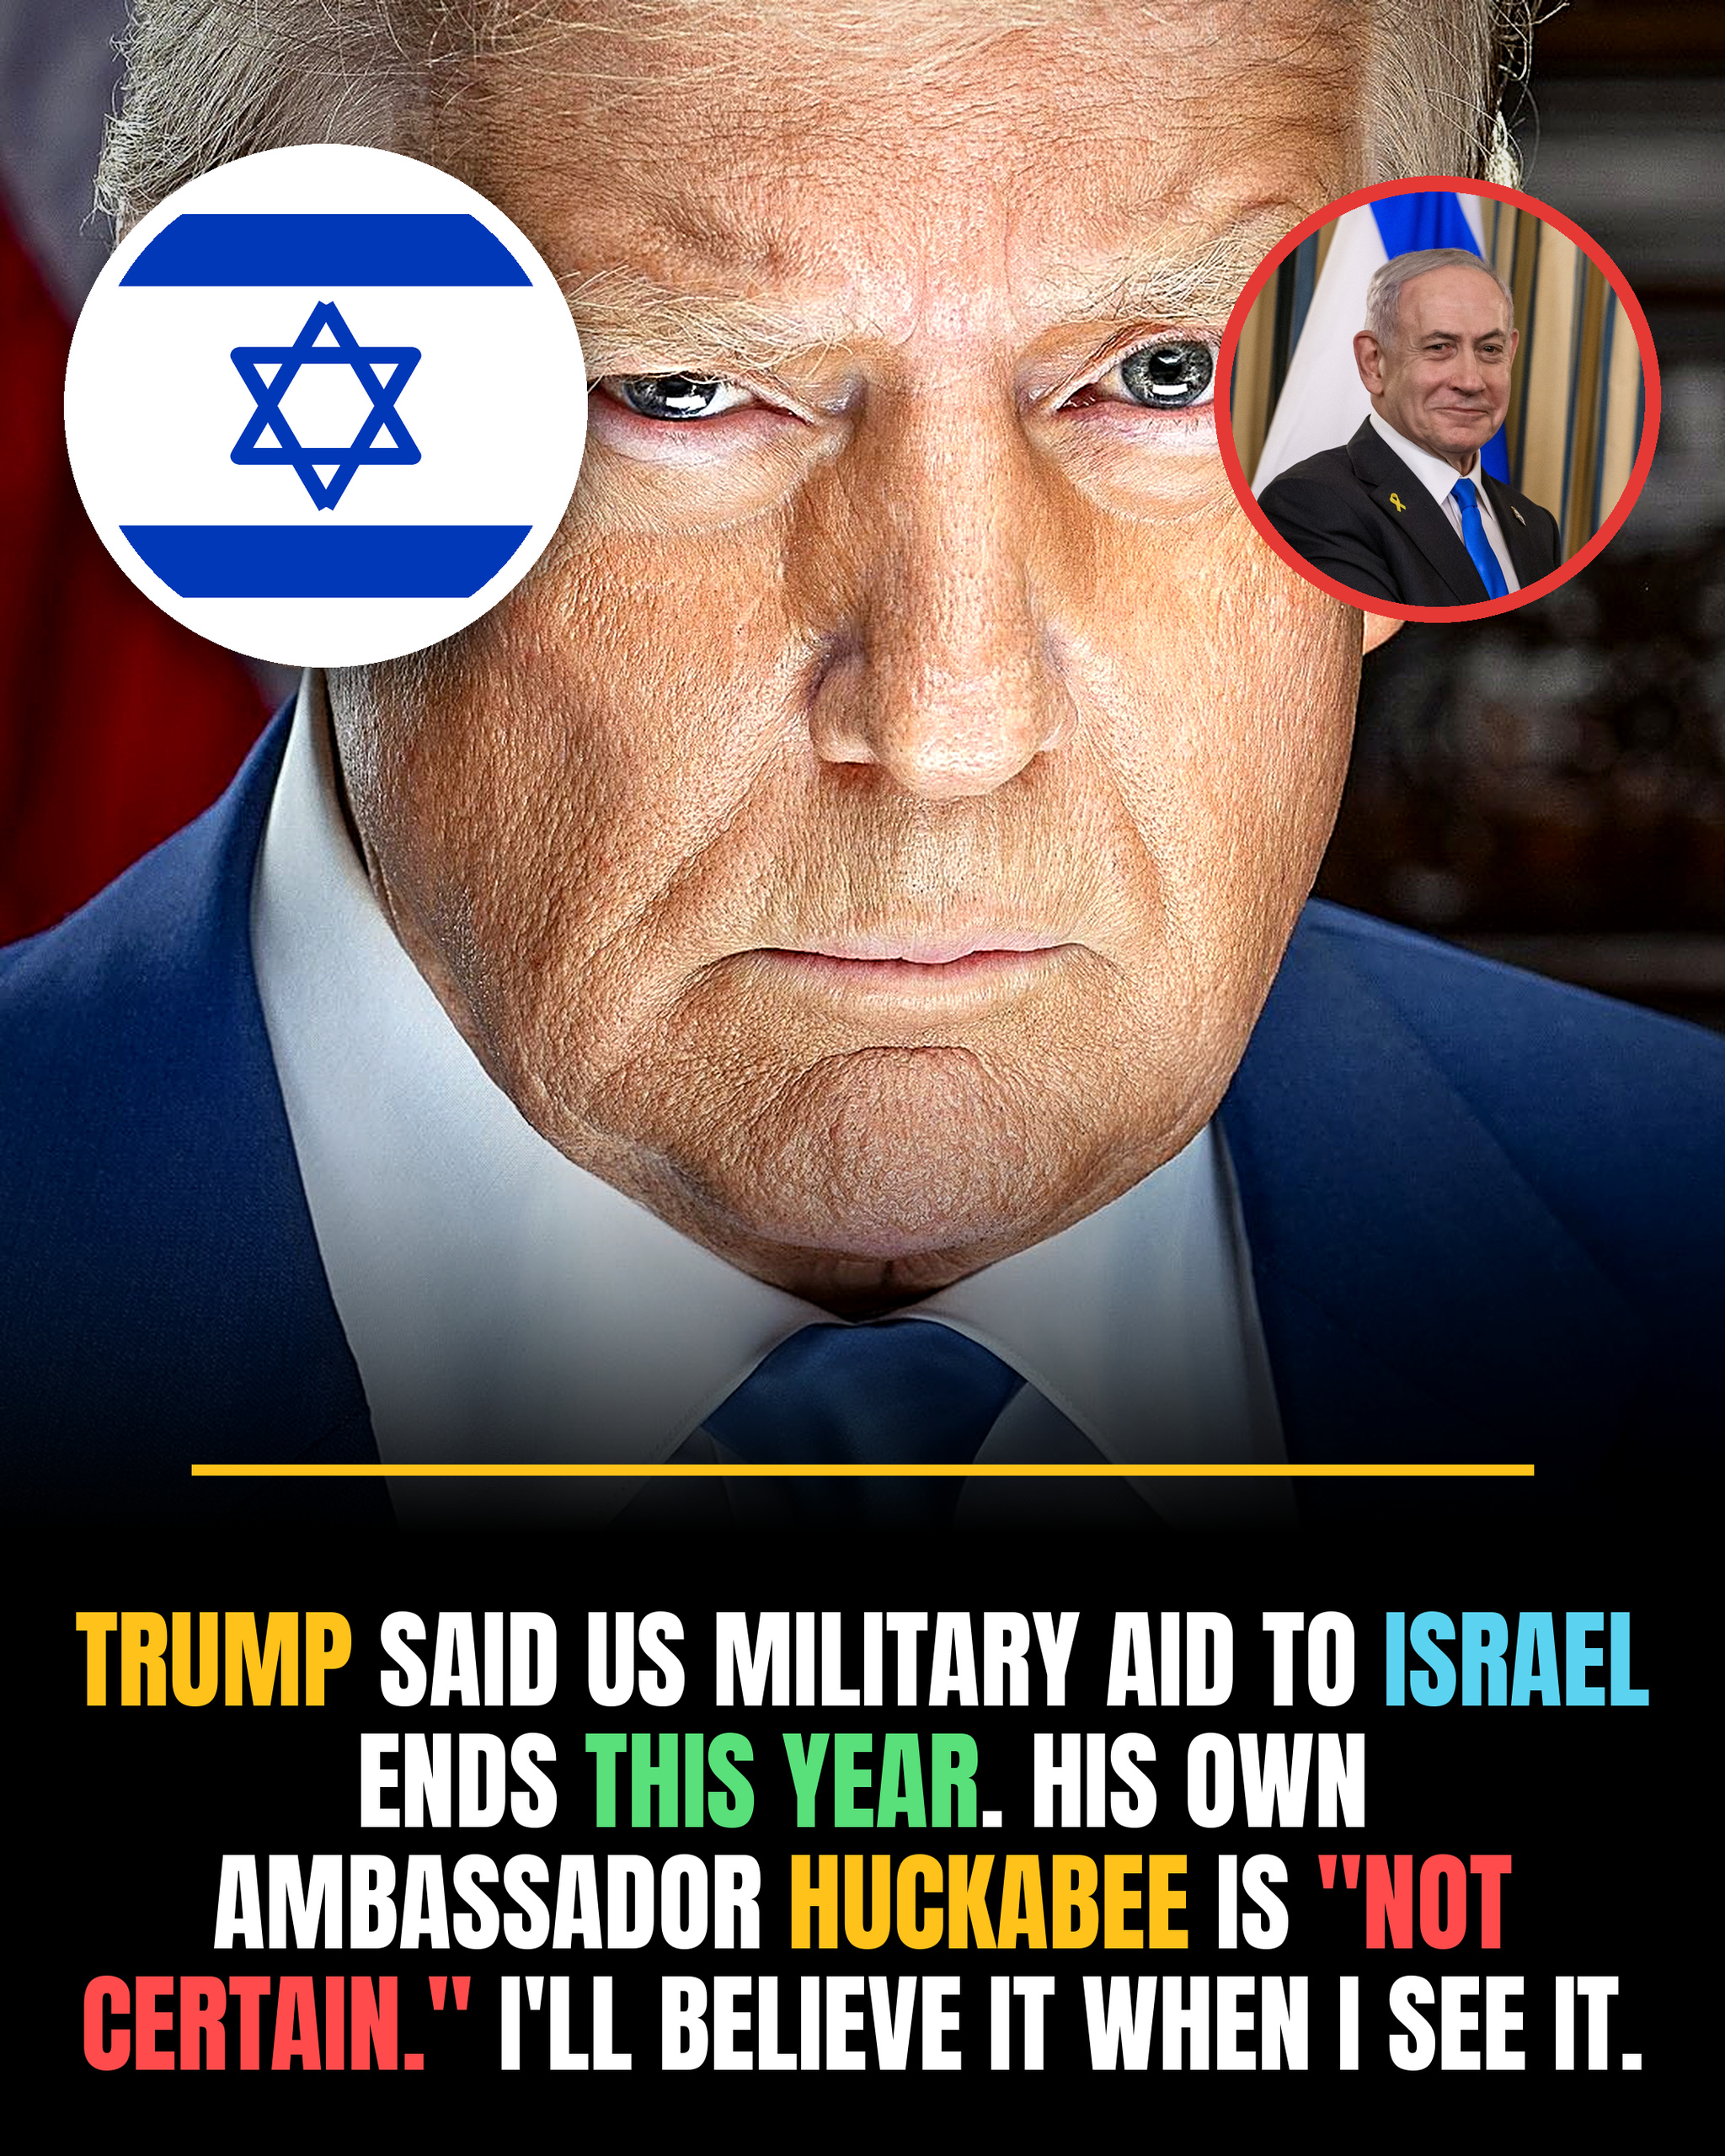 TRUMP SAID US MILITARY AID TO ISRAEL
ENDS THIS YEAR. HIS OWN
AMBASSADOR HUCKABEE IS "NOT
CERTAIN." I'LL BELIEVE IT WHEN I SEE IT.